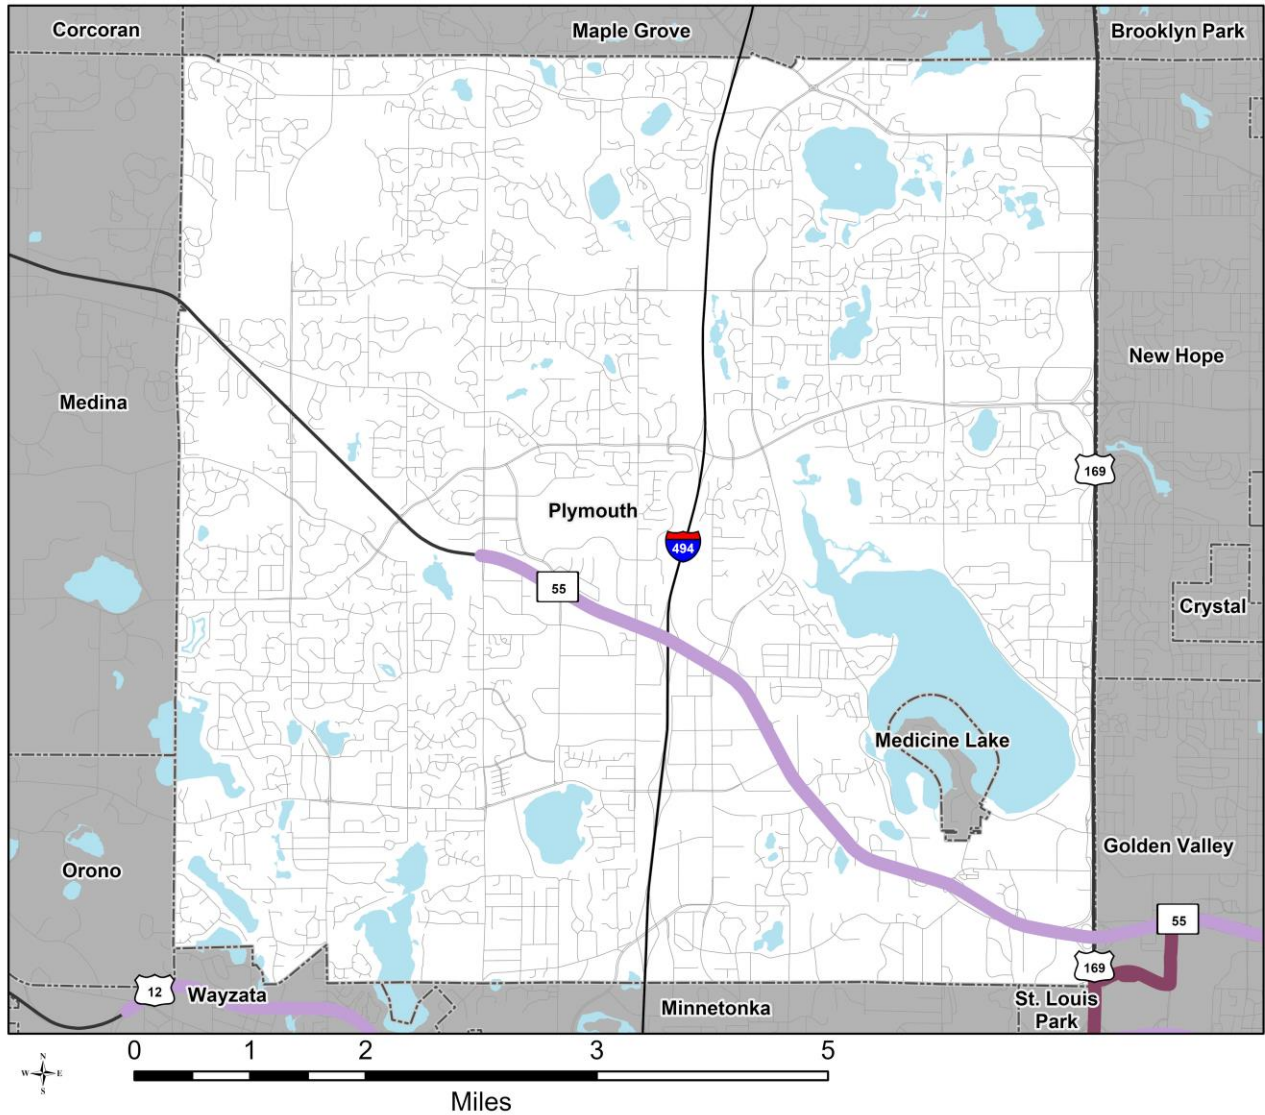 Corcoran
Maple Grove
Brooklyn Park
New Hope
Medina
169
Plymouth
494
55
Crystal
Medicine Lake
Golden Valley
Orono
55
169
12
Wayzata
Minnetonka
St. Louis
Park
N
W E
S
0 1 2 3 5
Miles